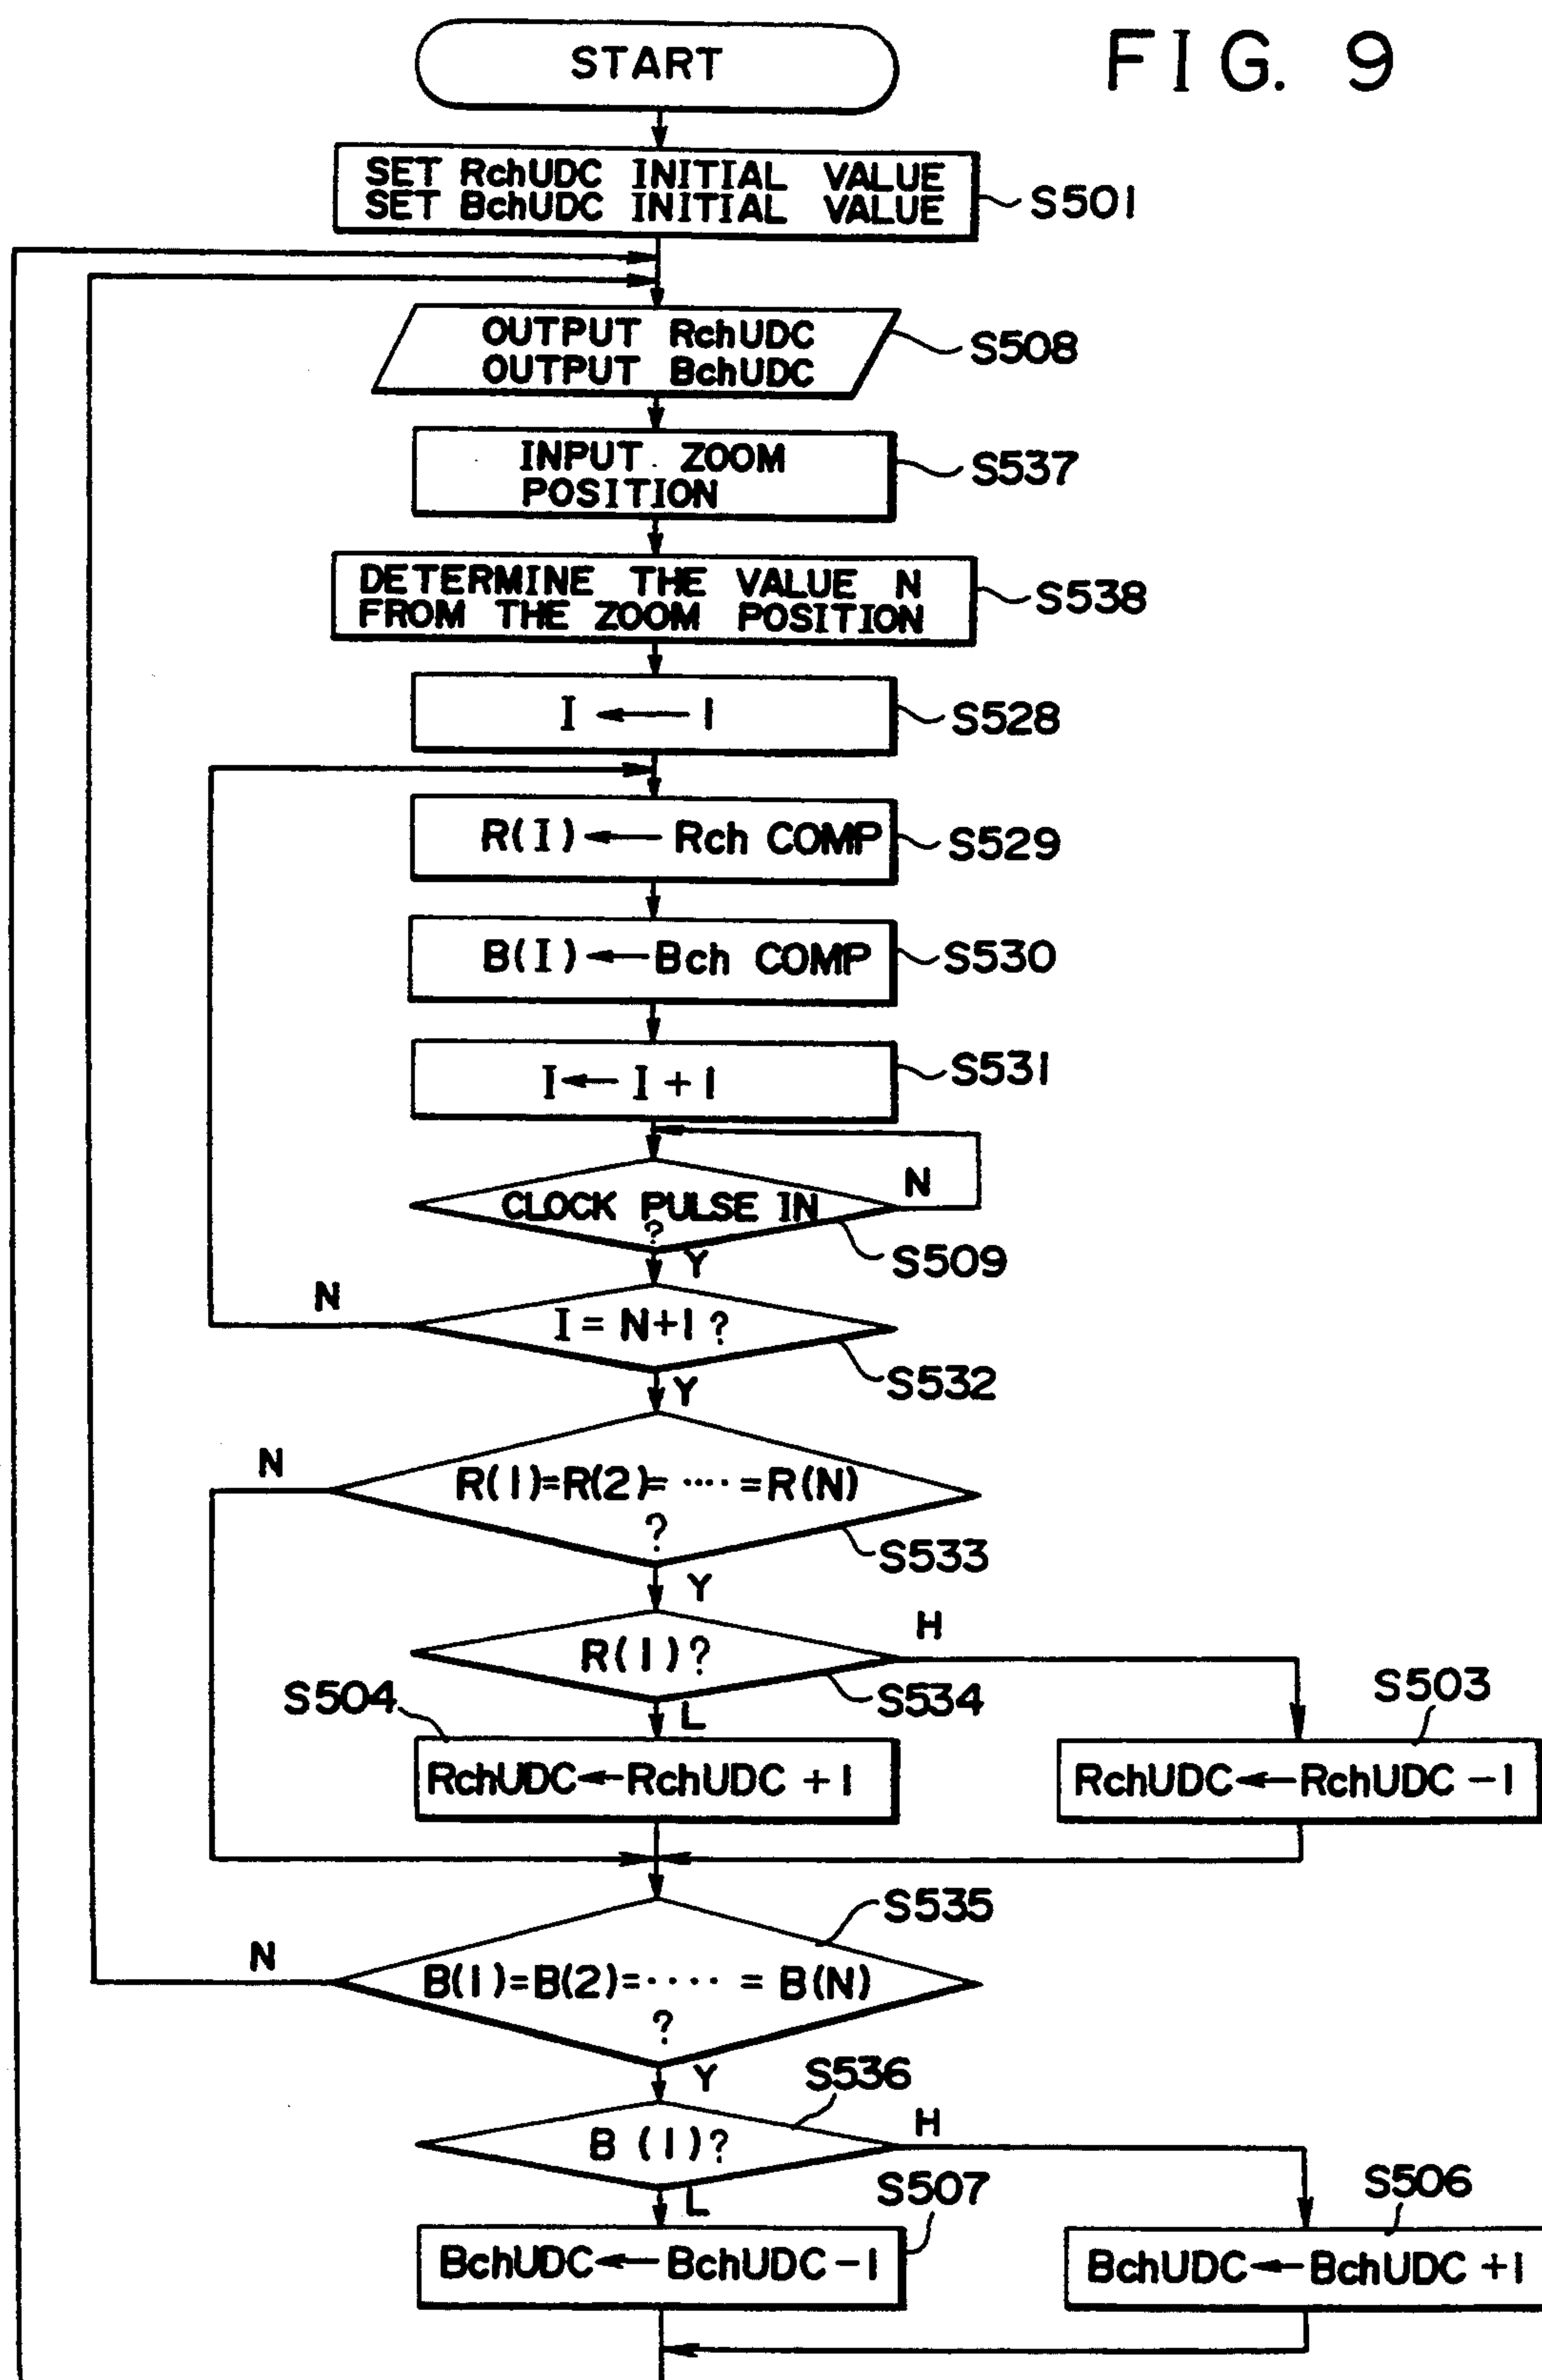 FIG. 9
START
SET RchUDC INITIAL VALUE
SET BchUDC INITIAL VALUE
S501
OUTPUT RchUDC
OUTPUT BchUDC
S508
INPUT ZOOM
POSITION
S537
DETERMINE THE VALUE N
FROM THE ZOOM POSITION
S538
I ← 1
S528
R(I) ← Rch COMP
S529
B(I) ← Bch COMP
S530
I ← I + 1
S531
CLOCK PULSE IN
?
N
S509
Y
I = N+1 ?
N
S532
Y
R(1)=R(2)= ···· =R(N)
?
N
S533
Y
R(1)?
H
S534
L
S504
RchUDC ← RchUDC + 1
S503
RchUDC ← RchUDC - 1
S535
B(1)=B(2)= ···· = B(N)
?
N
Y
S536
B (1)?
H
L
S507
BchUDC ← BchUDC - 1
S506
BchUDC ← BchUDC + 1